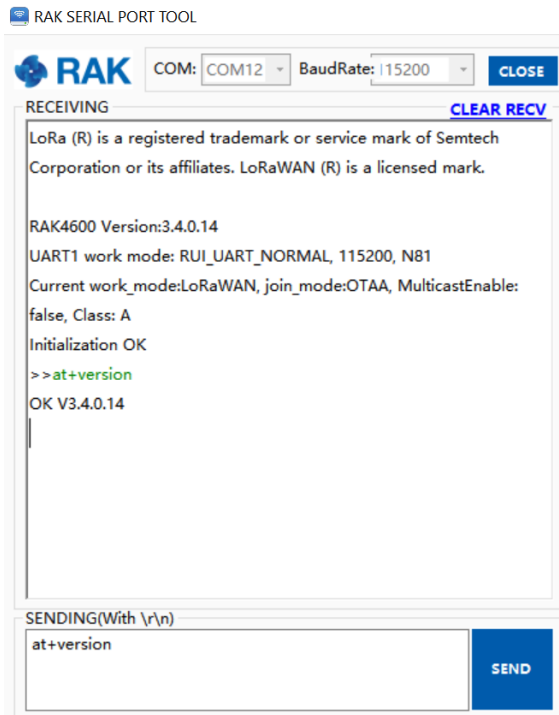 RAK SERIAL PORT TOOL
RAK COM: COM12 BaudRate: 115200 CLOSE
RECEIVING CLEAR RECV
LoRa (R) is a registered trademark or service mark of Semtech
Corporation or its affiliates. LoRaWAN (R) is a licensed mark.
RAK4600 Version:3.4.0.14
UART1 work mode: RUI_UART_NORMAL, 115200, N81
Current work_mode:LoRaWAN, join_mode:OTAA, MulticastEnable:
false, Class: A
Initialization OK
>>at+version
OK V3.4.0.14
SENDING(With \r\n)
at+version
SEND